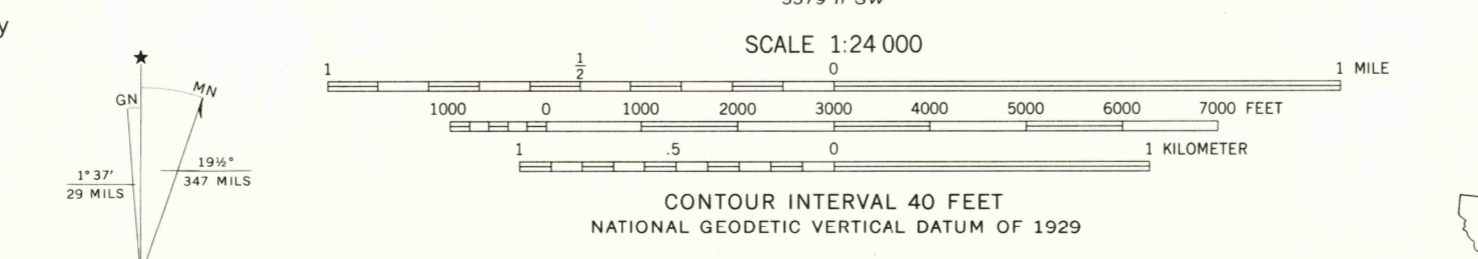 SCALE 1:24 000
1 1/2 0 1 MILE
1000 0 1000 2000 3000 4000 5000 6000 7000 FEET
1 .5 0 1 KILOMETER
CONTOUR INTERVAL 40 FEET
NATIONAL GEODETIC VERTICAL DATUM OF 1929
GN
MN
1° 37′
29 MILS
19½°
347 MILS